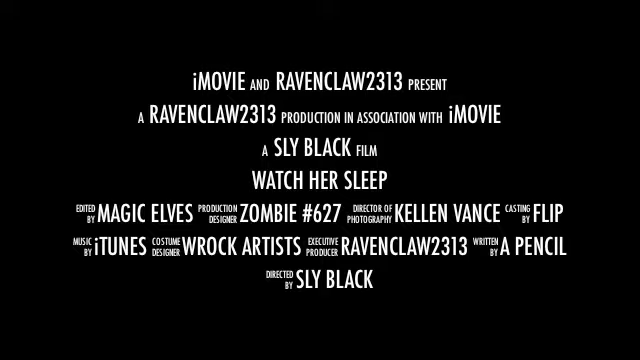 iMOVIE AND RAVENCLAW2313 PRESENT
A RAVENCLAW2313 PRODUCTION IN ASSOCIATION WITH iMOVIE
A SLY BLACK FILM
WATCH HER SLEEP
EDITED BY MAGIC ELVES PRODUCTION DESIGNER ZOMBIE #627 DIRECTOR OF PHOTOGRAPHY KELLEN VANCE CASTING BY FLIP
MUSIC BY iTUNES COSTUME DESIGNER WROCK ARTISTS EXECUTIVE PRODUCER RAVENCLAW2313 WRITTEN BY A PENCIL
DIRECTED BY SLY BLACK